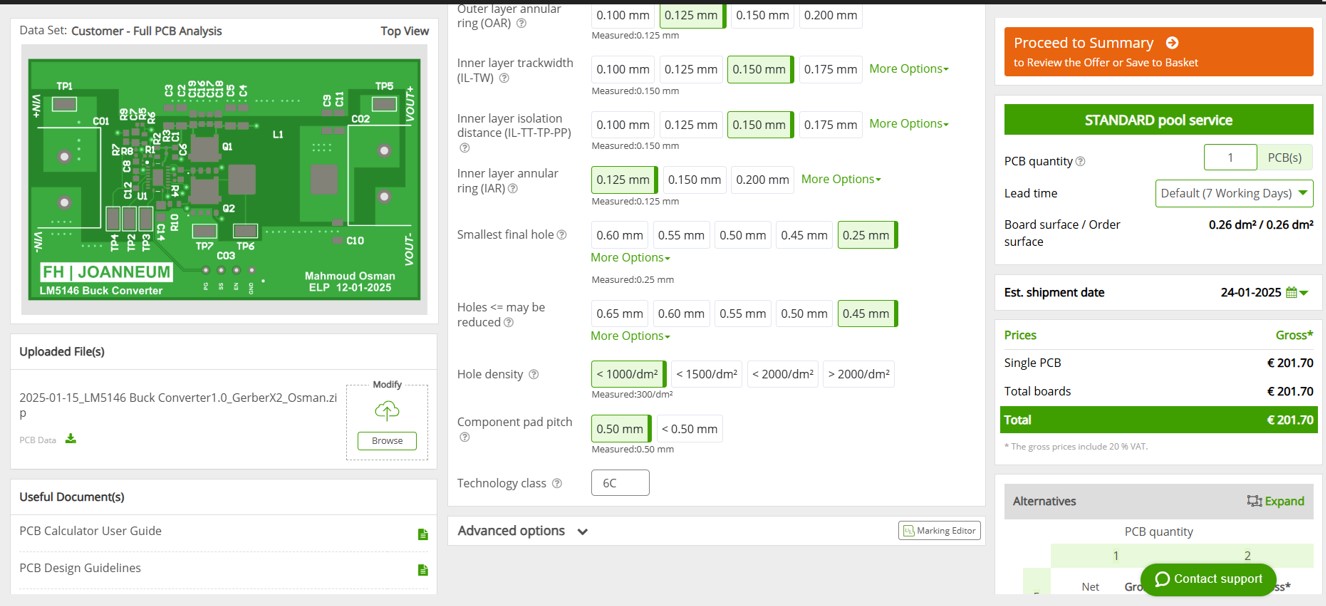 Data Set: Customer - Full PCB Analysis
Top View
TP1
TP5
VIN+
VOUT+
C01
C02
C3 C2 C19 C16 C17 C18 C5 C4
C9 C11
L1
Q1
Q2
U1
C12
C8
R10
TP4 TP2 TP3
TP7
TP6
C10
C03
VIN-
VOUT-
PG SS EN GND
FH | JOANNEUM
LM5146 Buck Converter
Mahmoud Osman
ELP 12-01-2025
Uploaded File(s)
2025-01-15_LM5146 Buck Converter1.0_GerberX2_Osman.zi
p
PCB Data
Modify
Browse
Useful Document(s)
PCB Calculator User Guide
PCB Design Guidelines
Outer layer annular
ring (OAR)
0.100 mm 0.125 mm 0.150 mm 0.200 mm
Measured:0.125 mm
Inner layer trackwidth
(IL-TW)
0.100 mm 0.125 mm 0.150 mm 0.175 mm More Options
Measured:0.150 mm
Inner layer isolation
distance (IL-TT-TP-PP)
0.100 mm 0.125 mm 0.150 mm 0.175 mm More Options
Measured:0.150 mm
Inner layer annular
ring (IAR)
0.125 mm 0.150 mm 0.200 mm More Options
Measured:0.125 mm
Smallest final hole
0.60 mm 0.55 mm 0.50 mm 0.45 mm 0.25 mm
More Options
Measured:0.25 mm
Holes <= may be
reduced
0.65 mm 0.60 mm 0.55 mm 0.50 mm 0.45 mm
More Options
Hole density
< 1000/dm² < 1500/dm² < 2000/dm² > 2000/dm²
Measured:300/dm²
Component pad pitch
0.50 mm < 0.50 mm
Measured:0.50 mm
Technology class
6C
Advanced options
Marking Editor
Proceed to Summary
to Review the Offer or Save to Basket
STANDARD pool service
PCB quantity
1 PCB(s)
Lead time
Default (7 Working Days)
Board surface / Order
surface
0.26 dm² / 0.26 dm²
Est. shipment date
24-01-2025
Prices Gross*
Single PCB € 201.70
Total boards € 201.70
Total € 201.70
* The gross prices include 20 % VAT.
Alternatives
Expand
PCB quantity
1 2
Net
Contact support